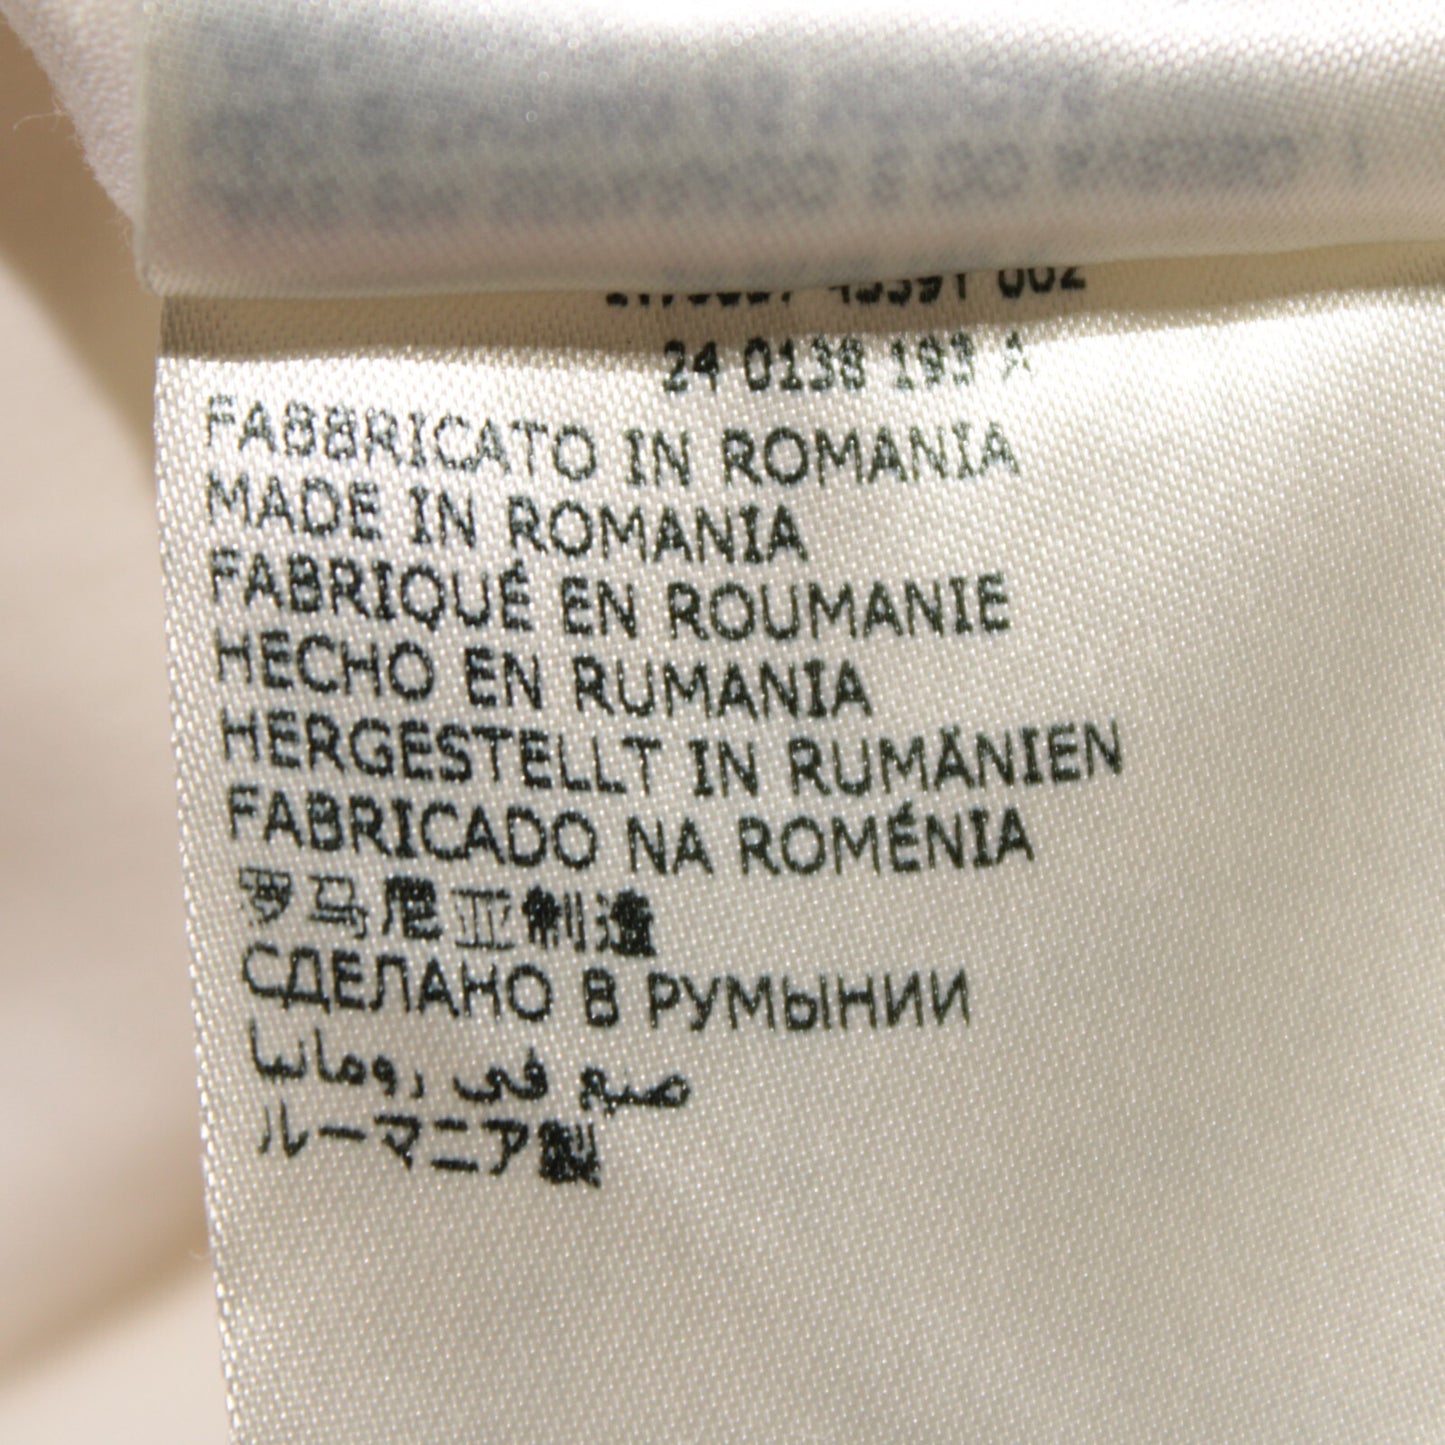 45391 002
24 0138 193 A
FABBRICATO IN ROMANIA
MADE IN ROMANIA
FABRIQUÉ EN ROUMANIE
HECHO EN RUMANIA
HERGESTELLT IN RUMÄNIEN
FABRICADO NA ROMÉNIA
罗马尼亚制造
СДЕЛАНО В РУМЫНИИ
صنع في رومانيا
ルーマニア製